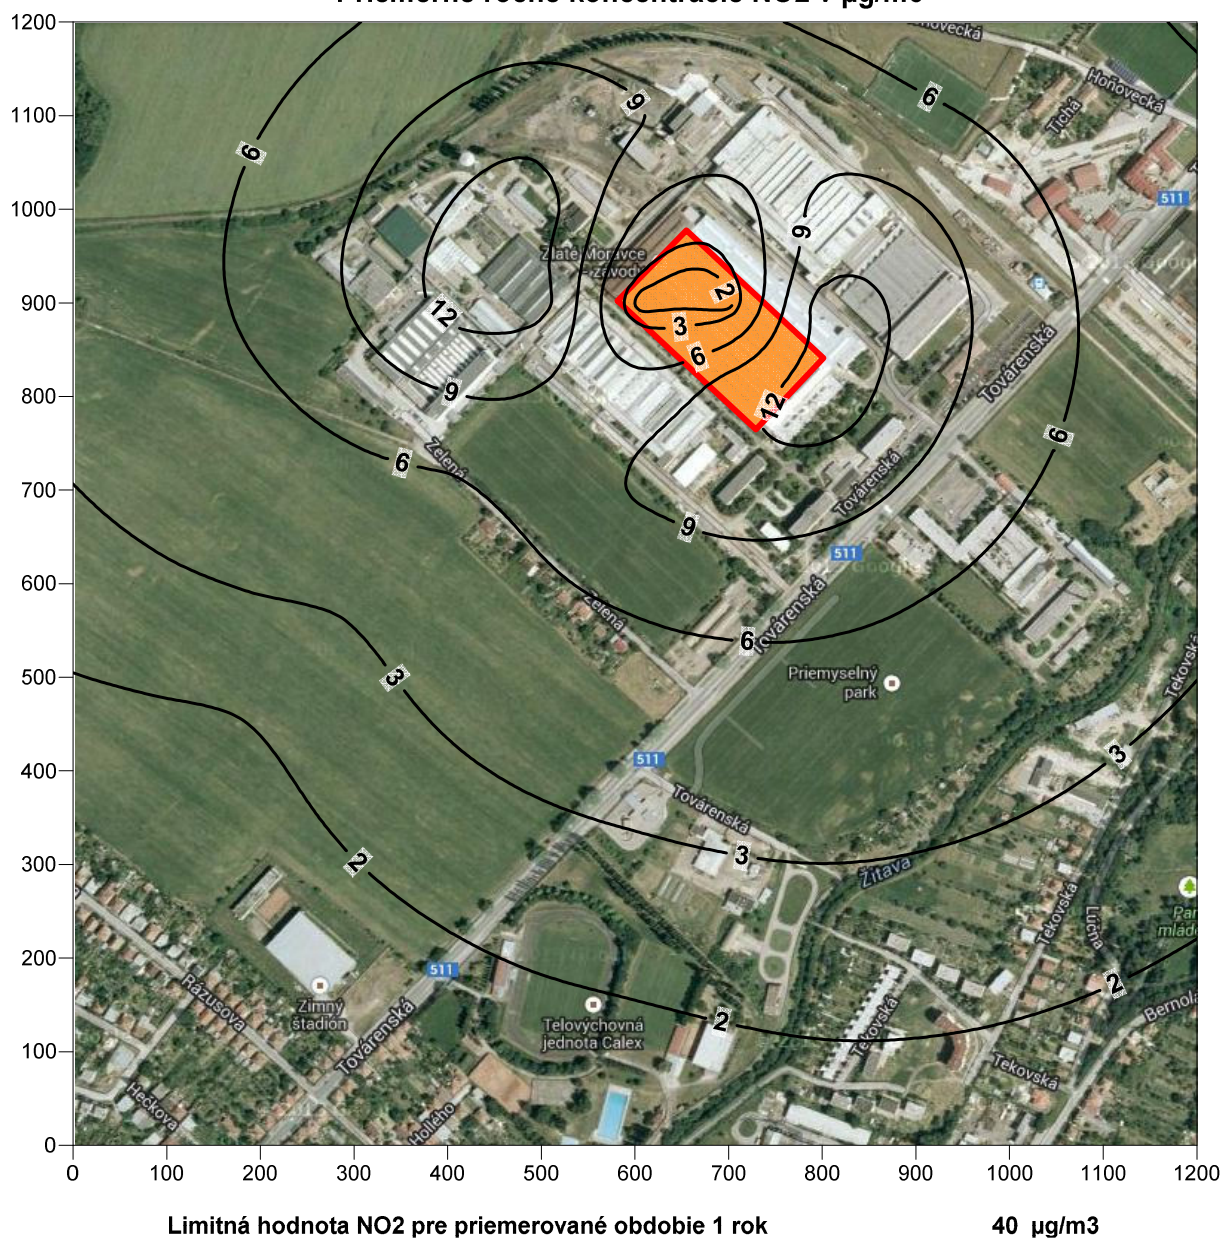 1200
1100
1000
900
800
700
600
500
400
300
200
100
0
0 100 200 300 400 500 600 700 800 900 1000 1100 1200
Hoňovecká
Tichá
511
6
9
6
9
Zlaté Moravce
- závody
12
2
3
6
12
9
6
Továrenská
6
Zelená
Továrenská
9
511
Zelená
6
Továrenská
Priemyselný
park
Tekovská
3
3
511
Továrenská
3
Žitava
2
Tekovská
Lúčna
511
Zimný
štadión
Rázusova
Továrenská
Telovýchovná
jednota Calex
2
2
Tekovská
Tekovská
Heckova
Hollého
Limitná hodnota NO2 pre priemerované obdobie 1 rok 40 µg/m3